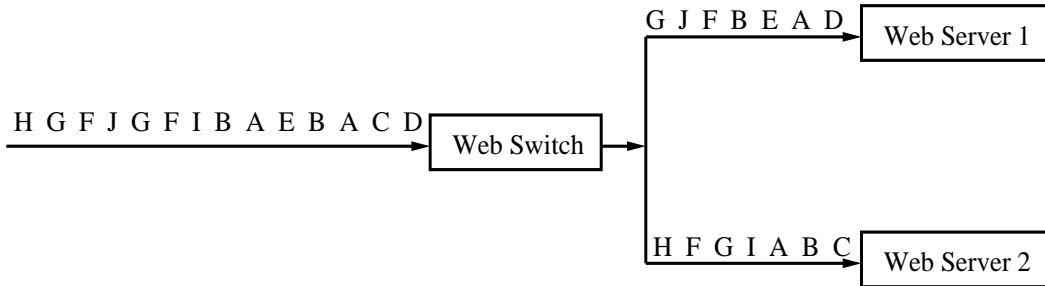 G J F B E A D
Web Server 1
H G F J G F I B A E B A C D
Web Switch
H F G I A B C
Web Server 2